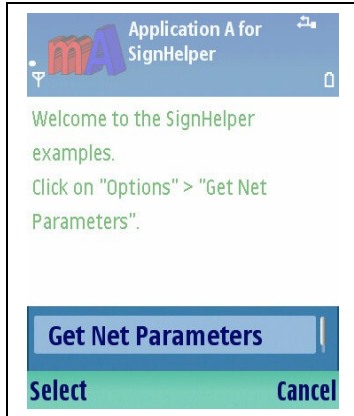 mA
Application A for
SignHelper
Welcome to the SignHelper
examples.
Click on "Options" > "Get Net
Parameters".
Get Net Parameters
Select Cancel